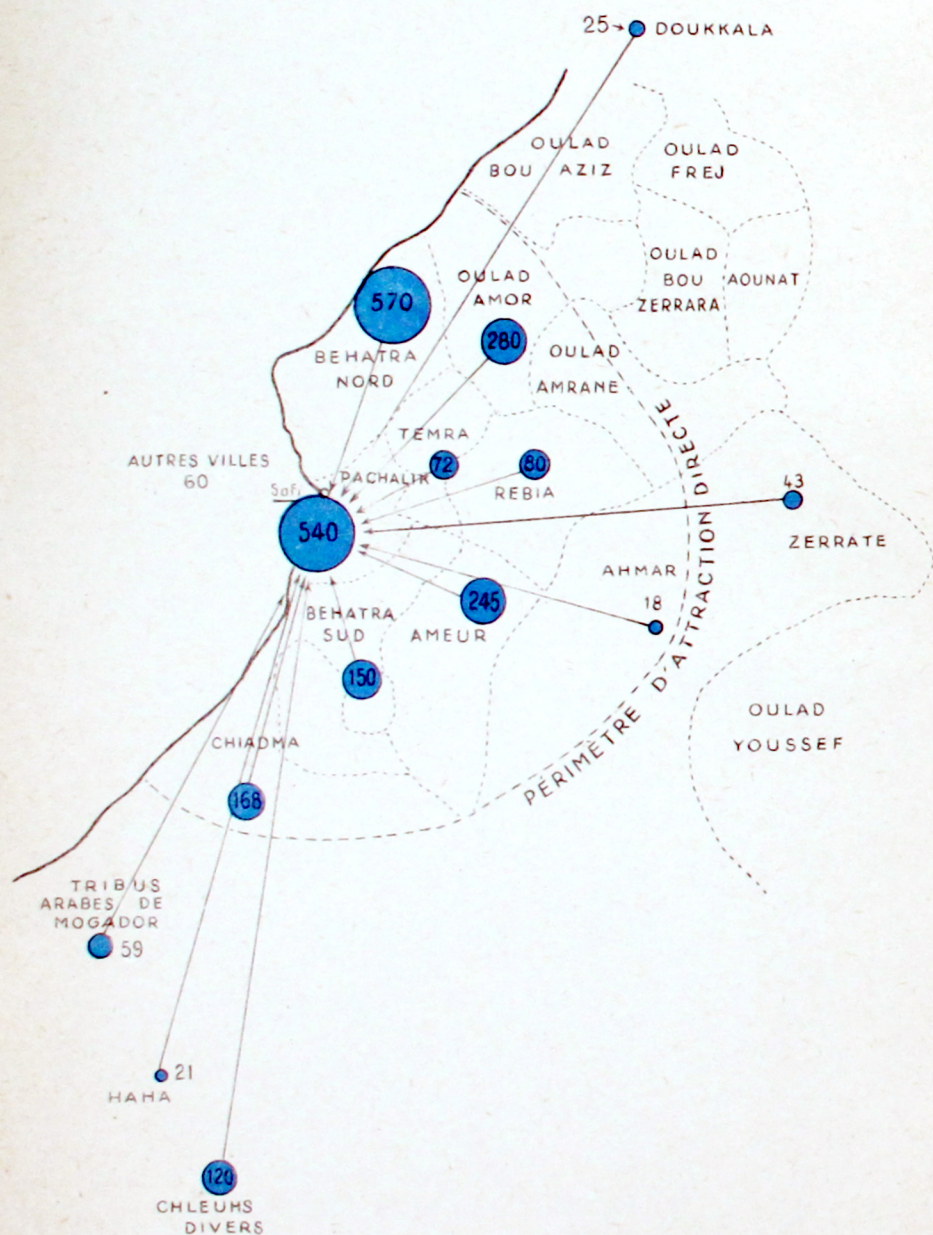 25 DOUKKALA
OULAD
BOU AZIZ
OULAD
FREJ
OULAD
BOU
ZERRARA
AOUNAT
OULAD
AMOR
570
280
BEHATRA
NORD
OULAD
AMRANE
TEMRA
72
80
REBIA
AUTRES VILLES
60
PACHALIK
Safi
540
43
ZERRATE
AHMAR
18
PERIMÈTRE D'ATTRACTION DIRECTE
BEHATRA
SUD
245
AMEUR
150
OULAD
YOUSSEF
CHIADMA
168
TRIBUS
ARABES DE
MOGADOR
59
21
HAHA
120
CHLEUHS
DIVERS